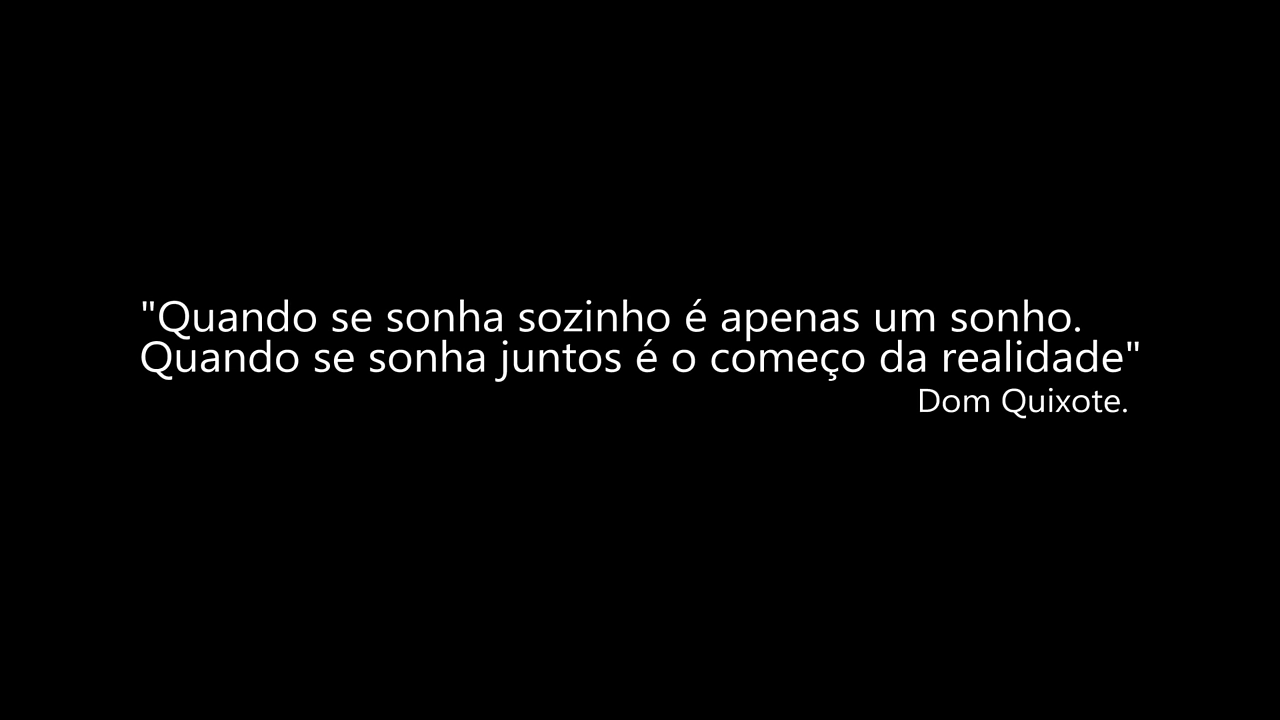 "Quando se sonha sozinho é apenas um sonho.
Quando se sonha juntos é o começo da realidade"
Dom Quixote.